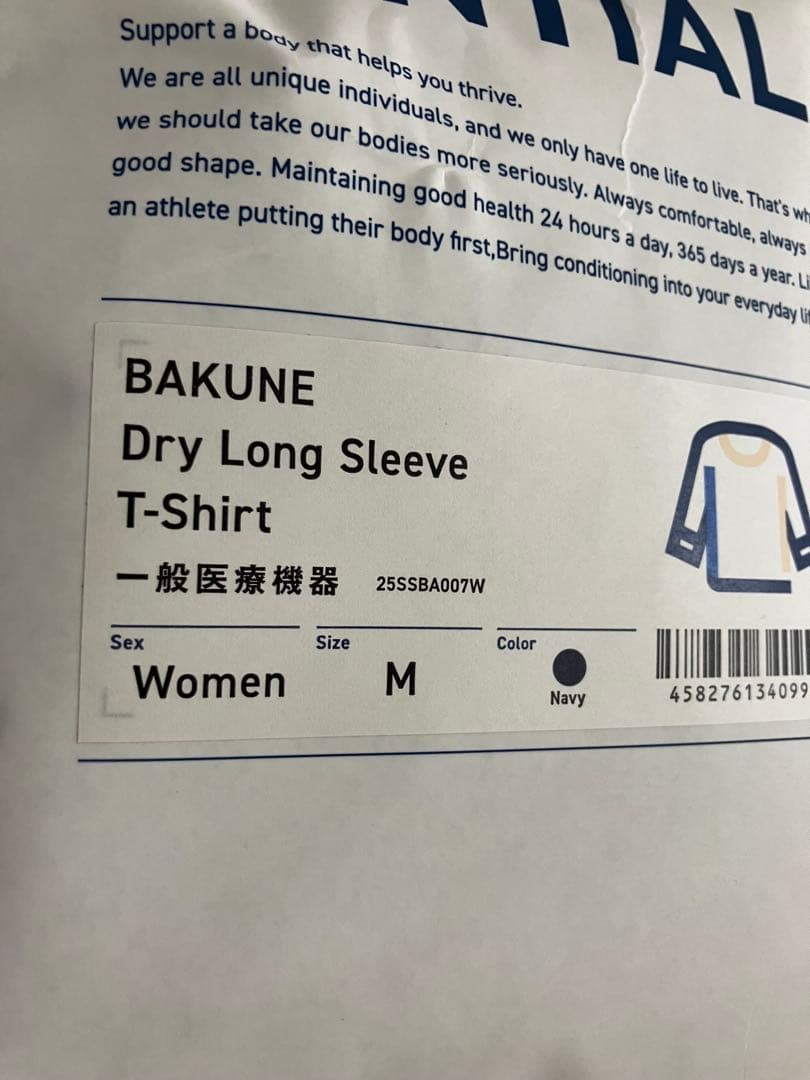 TIAL
Support a body that helps you thrive.
We are all unique individuals, and we only have one life to live. That's
we should take our bodies more seriously. Always comfortable, always
good shape. Maintaining good health 24 hours a day, 365 days a year.
an athlete putting their body first,Bring conditioning into your everyday
BAKUNE
Dry Long Sleeve
T-Shirt
一般医療機器 25SSBA007W
Sex Size Color
Women M Navy
458276134099